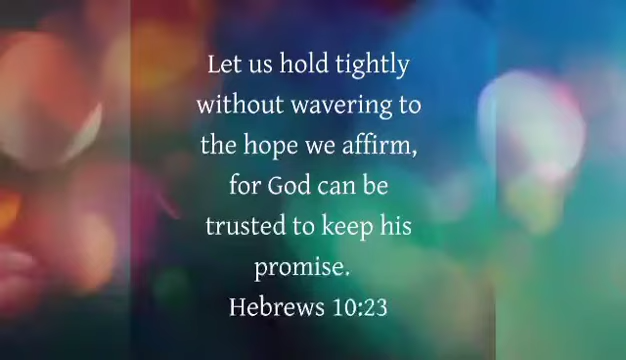 Let us hold tightly
without wavering to
the hope we affirm,
for God can be
trusted to keep his
promise.
Hebrews 10:23